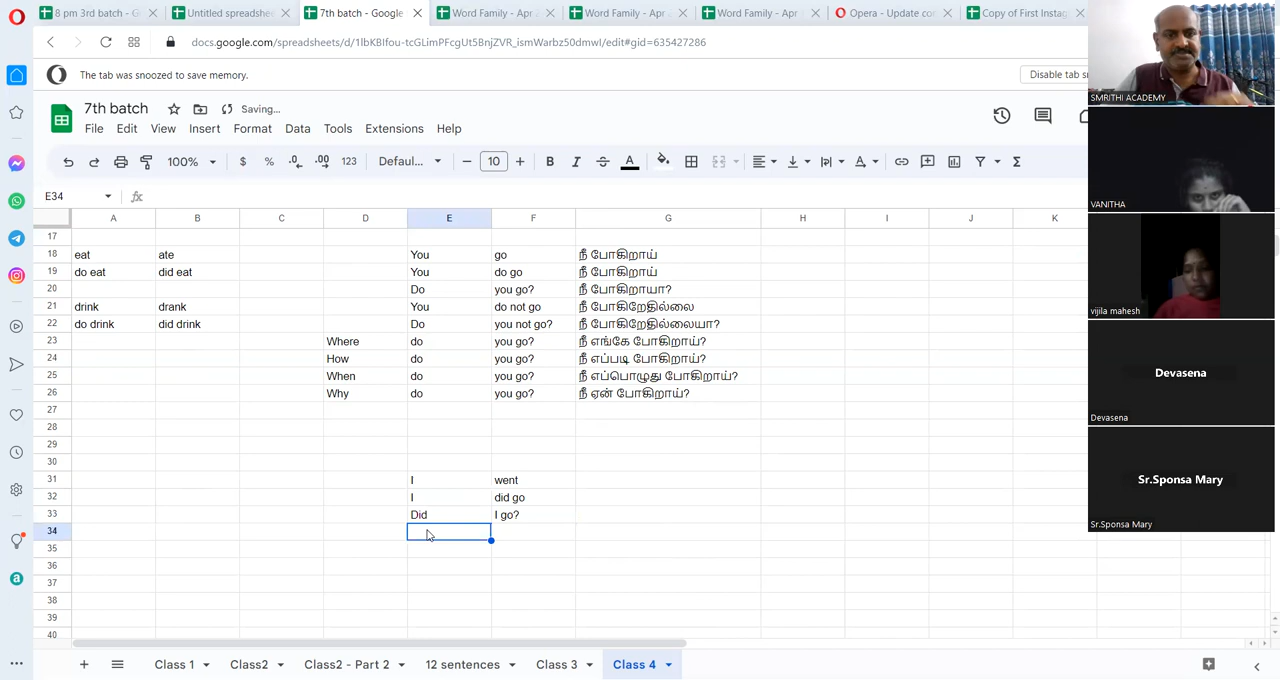 8 pm 3rd batch - G
Untitled spreadshe
7th batch - Google
Word Family - Apr 2
Word Family - Apr
Word Family - Apr
Opera - Update co
Copy of First Instag
docs.google.com/spreadsheets/d/1lbKBIfou-tcGLimPFcgUt5BnjZVR_ismWarbz50dmwI/edit#gid=635427286
The tab was snoozed to save memory.
Disable tab s
7th batch
Saving...
File Edit View Insert Format Data Tools Extensions Help
100% $ % .0 .00 123 Defaul... - 10 + B I S A
E34 fx
A B C D E F G H I J K
17
18 eat ate You go நீ போகிறாய்
19 do eat did eat You do go நீ போகிறாய்
20 Do you go? நீ போகிறாயா?
21 drink drank You do not go நீ போகிறேதில்லை
22 do drink did drink Do you not go? நீ போகிறேதில்லையா?
23 Where do you go? நீ எங்கே போகிறாய்?
24 How do you go? நீ எப்படி போகிறாய்?
25 When do you go? நீ எப்பொழுது போகிறாய்?
26 Why do you go? நீ ஏன் போகிறாய்?
27
28
29
30
31 I went
32 I did go
33 Did I go?
34
35
36
37
38
39
40
Class 1 Class2 Class2 - Part 2 12 sentences Class 3 Class 4
SMRITHI ACADEMY
VANITHA
vijila mahesh
Devasena
Devasena
Sr.Sponsa Mary
Sr.Sponsa Mary